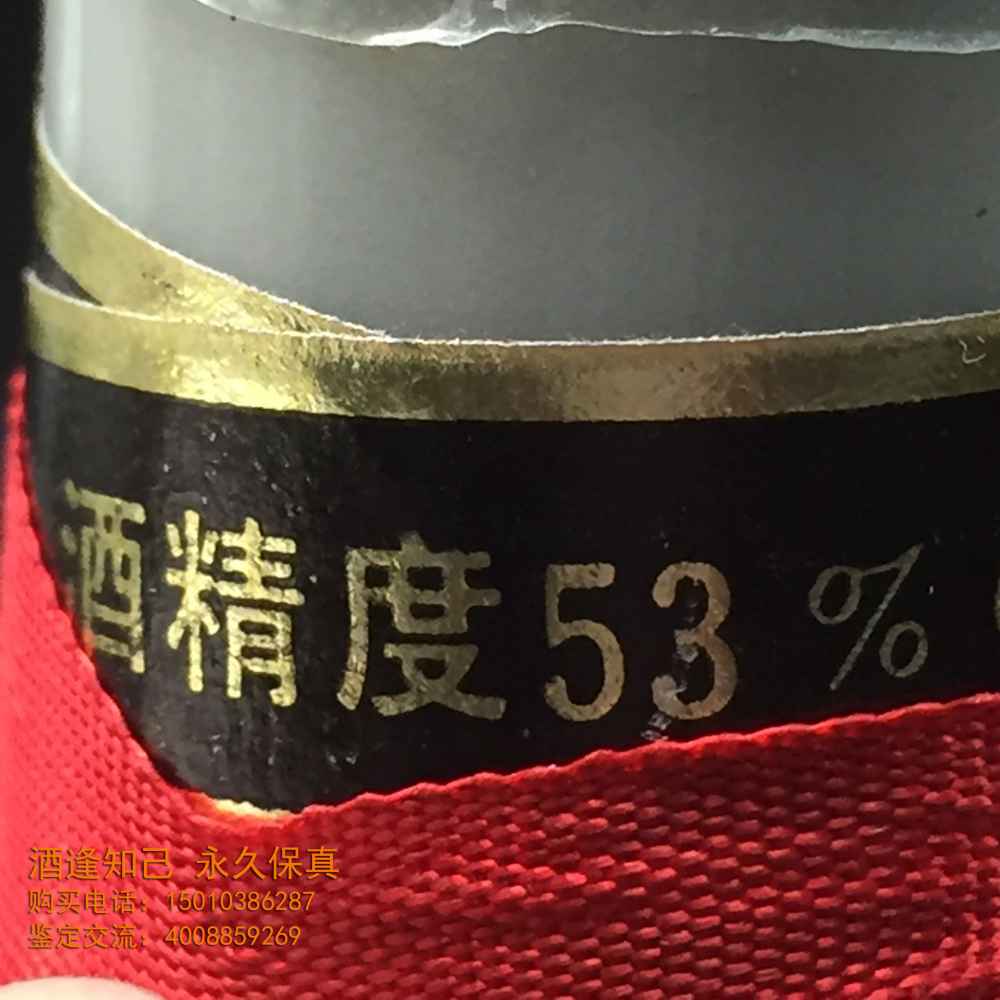 酒精度53%
酒逢知己 永久保真
购买电话：15010386287
鉴定交流：4008859269